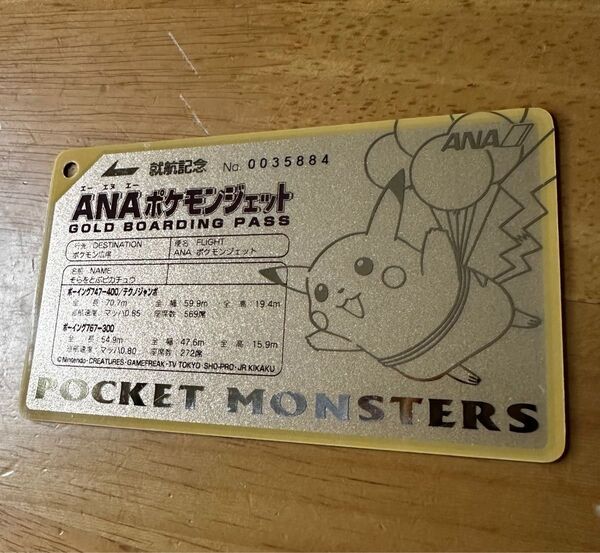 就航記念 No. 0035884
ANA
エー エヌ エー
ANAポケモンジェット
GOLD BOARDING PASS
行先 DESTINATION 便名 FLIGHT
ポケモン広場 ANA ポケモンジェット
名前 NAME
そらをとぶピカチュウ
ボーイング747-400/テクノジャンボ
全 長:70.7m 全 幅:59.9m 全 高:19.4m
巡航速度:マッハ0.85 座席数:569席
ボーイング767-300
全 長:54.9m 全 幅:47.6m 全 高:15.9m
巡航速度:マッハ0.80 座席数:272席
©Nintendo・CREATURES・GAMEFREAK・TV TOKYO・SHO-PRO・JR KIKAKU
POCKET MONSTERS